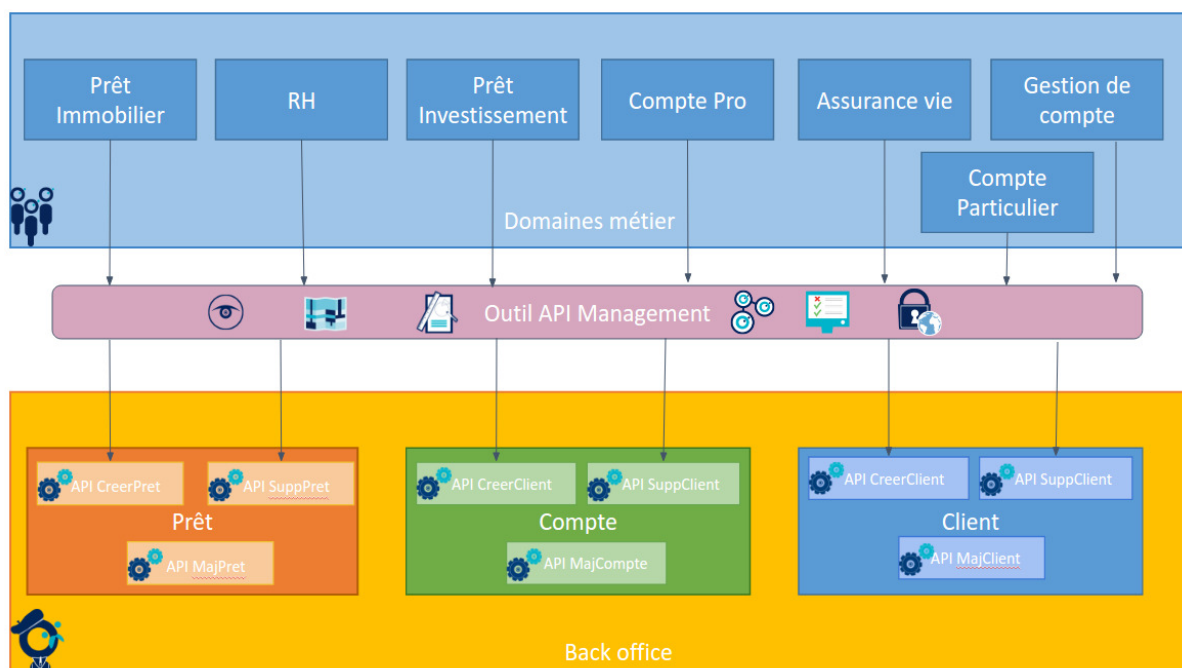 Prêt
Immobilier
RH
Prêt
Investissement
Compte Pro
Assurance vie
Gestion de
compte
Compte
Particulier
Domaines métier
Outil API Management
API CreerPret
API SuppPret
Prêt
API MajPret
API CreerClient
API SuppClient
Compte
API MajCompte
API CreerClient
API SuppClient
Client
API MajClient
Back office